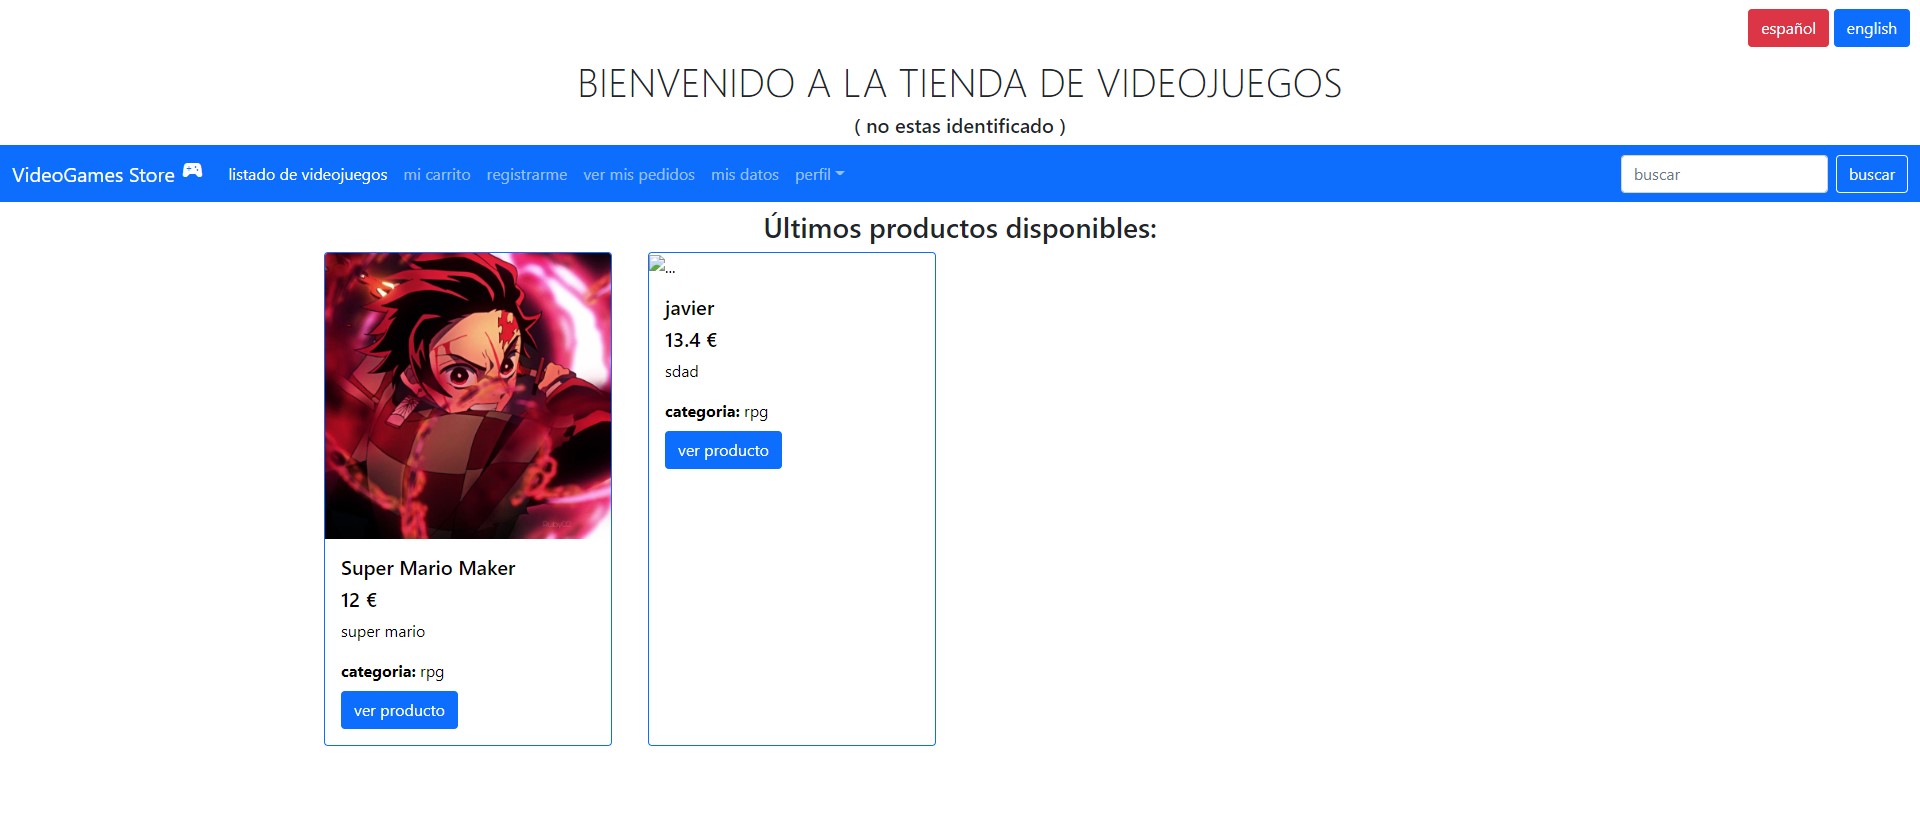 español english
BIENVENIDO A LA TIENDA DE VIDEOJUEGOS
( no estas identificado )
VideoGames Store listado de videojuegos mi carrito registrarme ver mis pedidos mis datos perfil buscar buscar
Últimos productos disponibles:
...
Super Mario Maker
12 €
super mario
categoria: rpg
ver producto
javier
13.4 €
sdad
categoria: rpg
ver producto